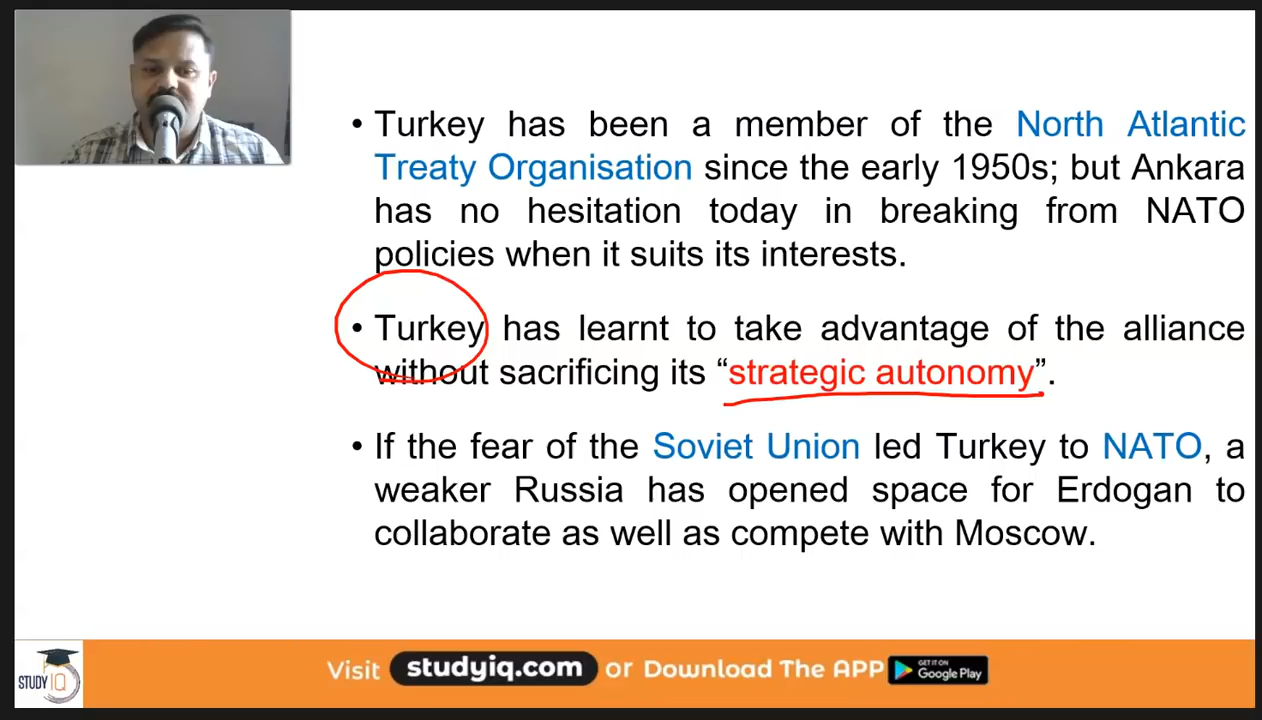 • Turkey has been a member of the North Atlantic
Treaty Organisation since the early 1950s; but Ankara
has no hesitation today in breaking from NATO
policies when it suits its interests.
• Turkey has learnt to take advantage of the alliance
without sacrificing its “strategic autonomy”.
• If the fear of the Soviet Union led Turkey to NATO, a
weaker Russia has opened space for Erdogan to
collaborate as well as compete with Moscow.
STUDY IQ
Visit studyiq.com or Download The APP GET IT ON Google Play